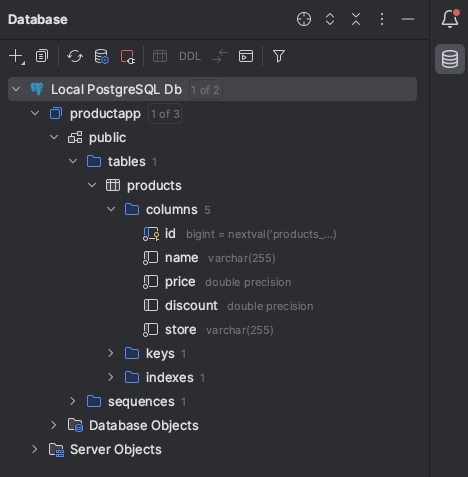 Database
DDL
Local PostgreSQL Db 1 of 2
productapp 1 of 3
public
tables 1
products
columns 5
id bigint = nextval('products_...)
name varchar(255)
price double precision
discount double precision
store varchar(255)
keys 1
indexes 1
sequences 1
Database Objects
Server Objects